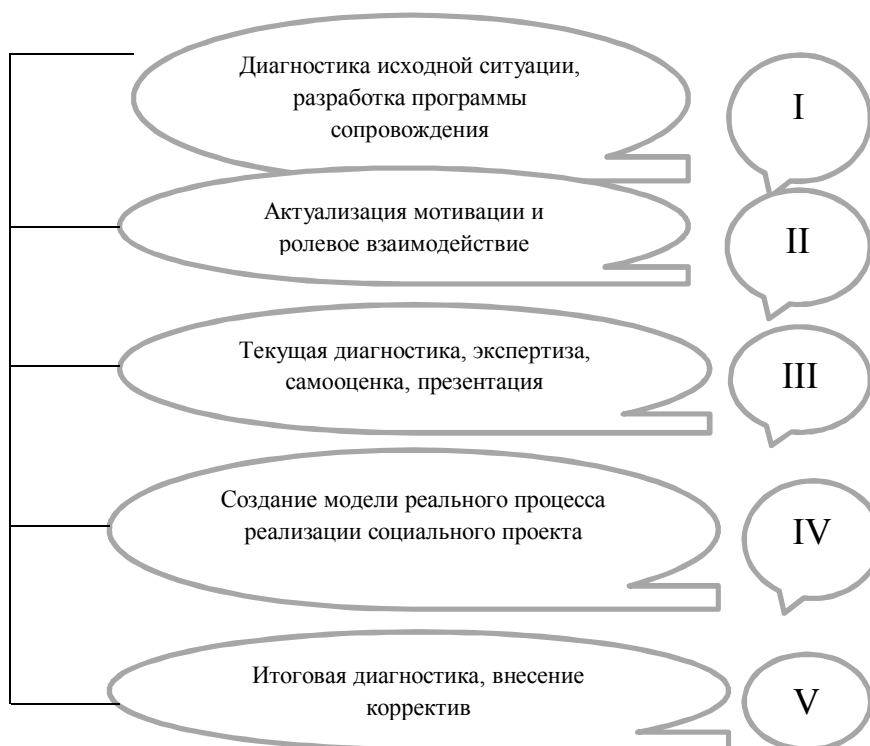 Диагностика исходной ситуации,
разработка программы
сопровождения
I
Актуализация мотивации и
ролевое взаимодействие
II
Текущая диагностика, экспертиза,
самооценка, презентация
III
Создание модели реального процесса
реализации социального проекта
IV
Итоговая диагностика, внесение
корректив
V